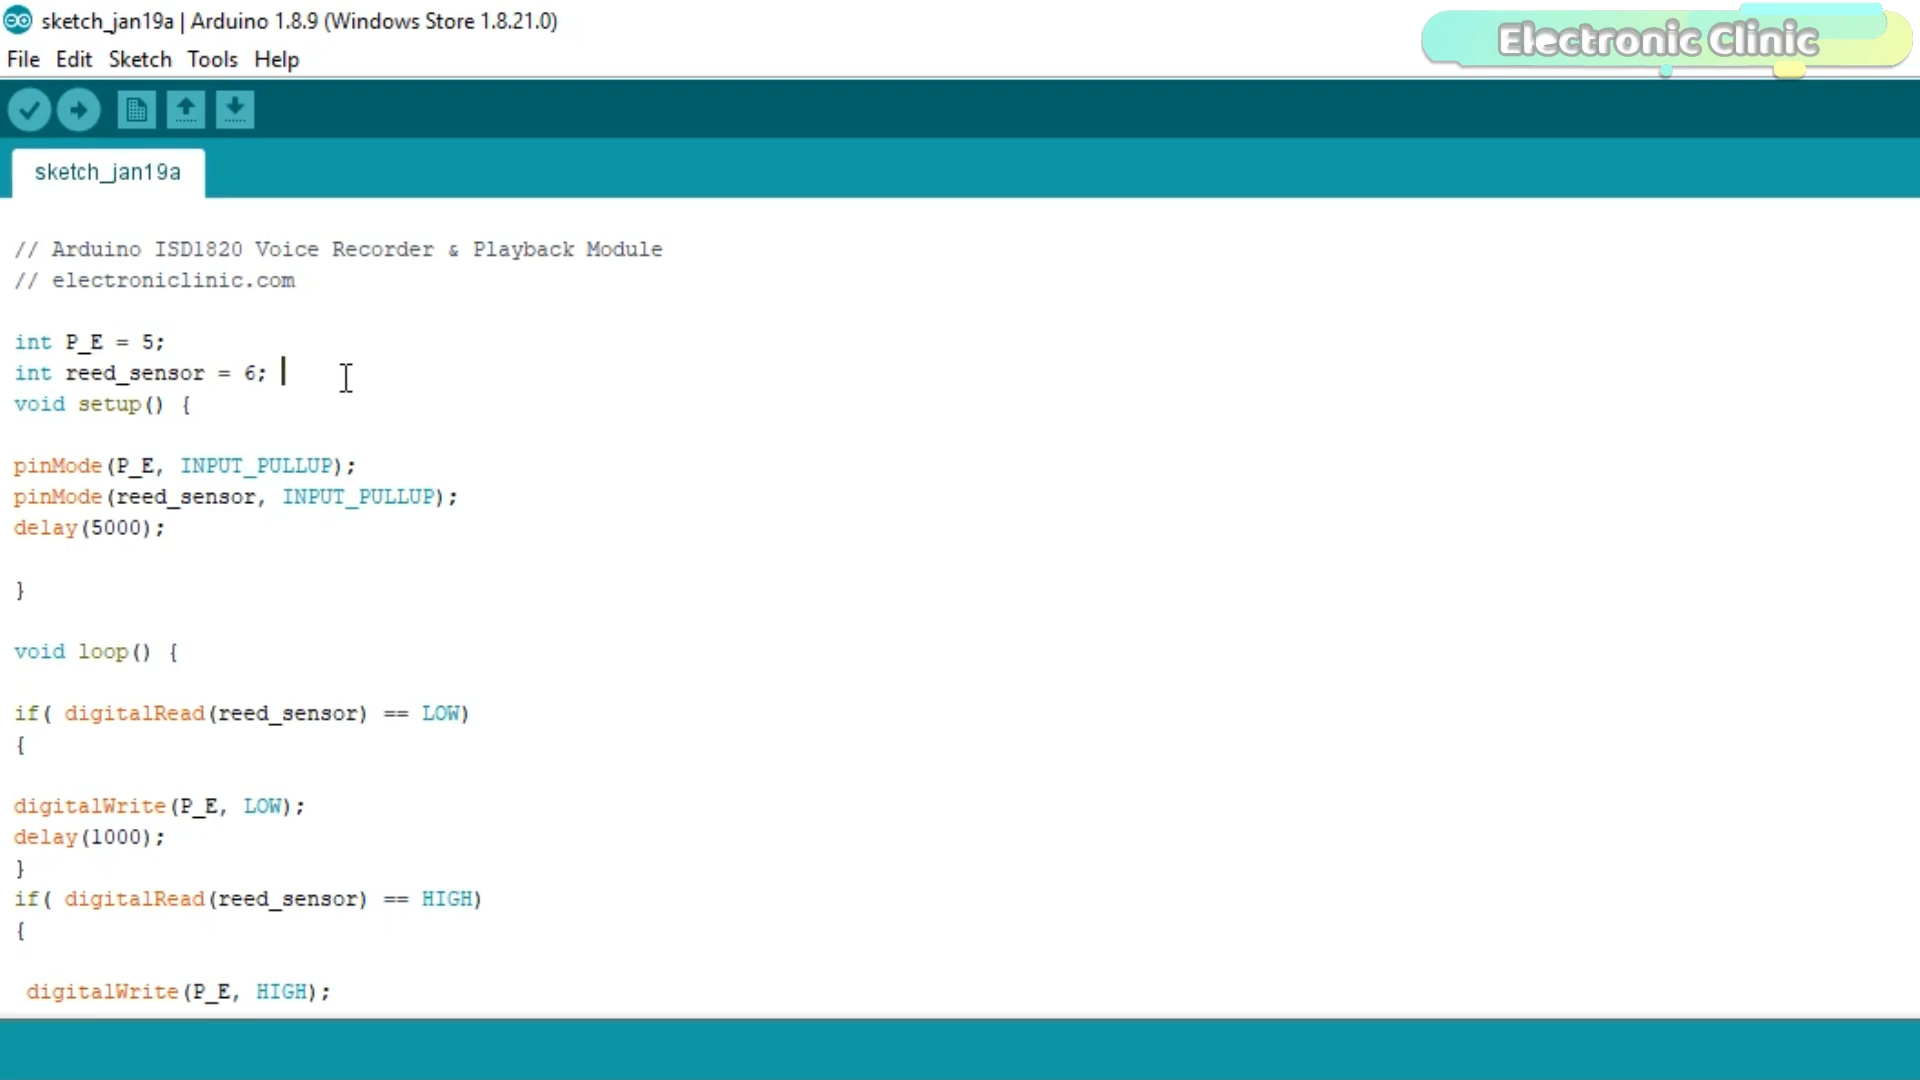 sketch_jan19a | Arduino 1.8.9 (Windows Store 1.8.21.0)
Electronic Clinic
File Edit Sketch Tools Help
sketch_jan19a
// Arduino ISD1820 Voice Recorder & Playback Module
// electroniclinic.com
int P_E = 5;
int reed_sensor = 6;
void setup() {
pinMode(P_E, INPUT_PULLUP);
pinMode(reed_sensor, INPUT_PULLUP);
delay(5000);
}
void loop() {
if( digitalRead(reed_sensor) == LOW)
{
digitalWrite(P_E, LOW);
delay(1000);
}
if( digitalRead(reed_sensor) == HIGH)
{
digitalWrite(P_E, HIGH);